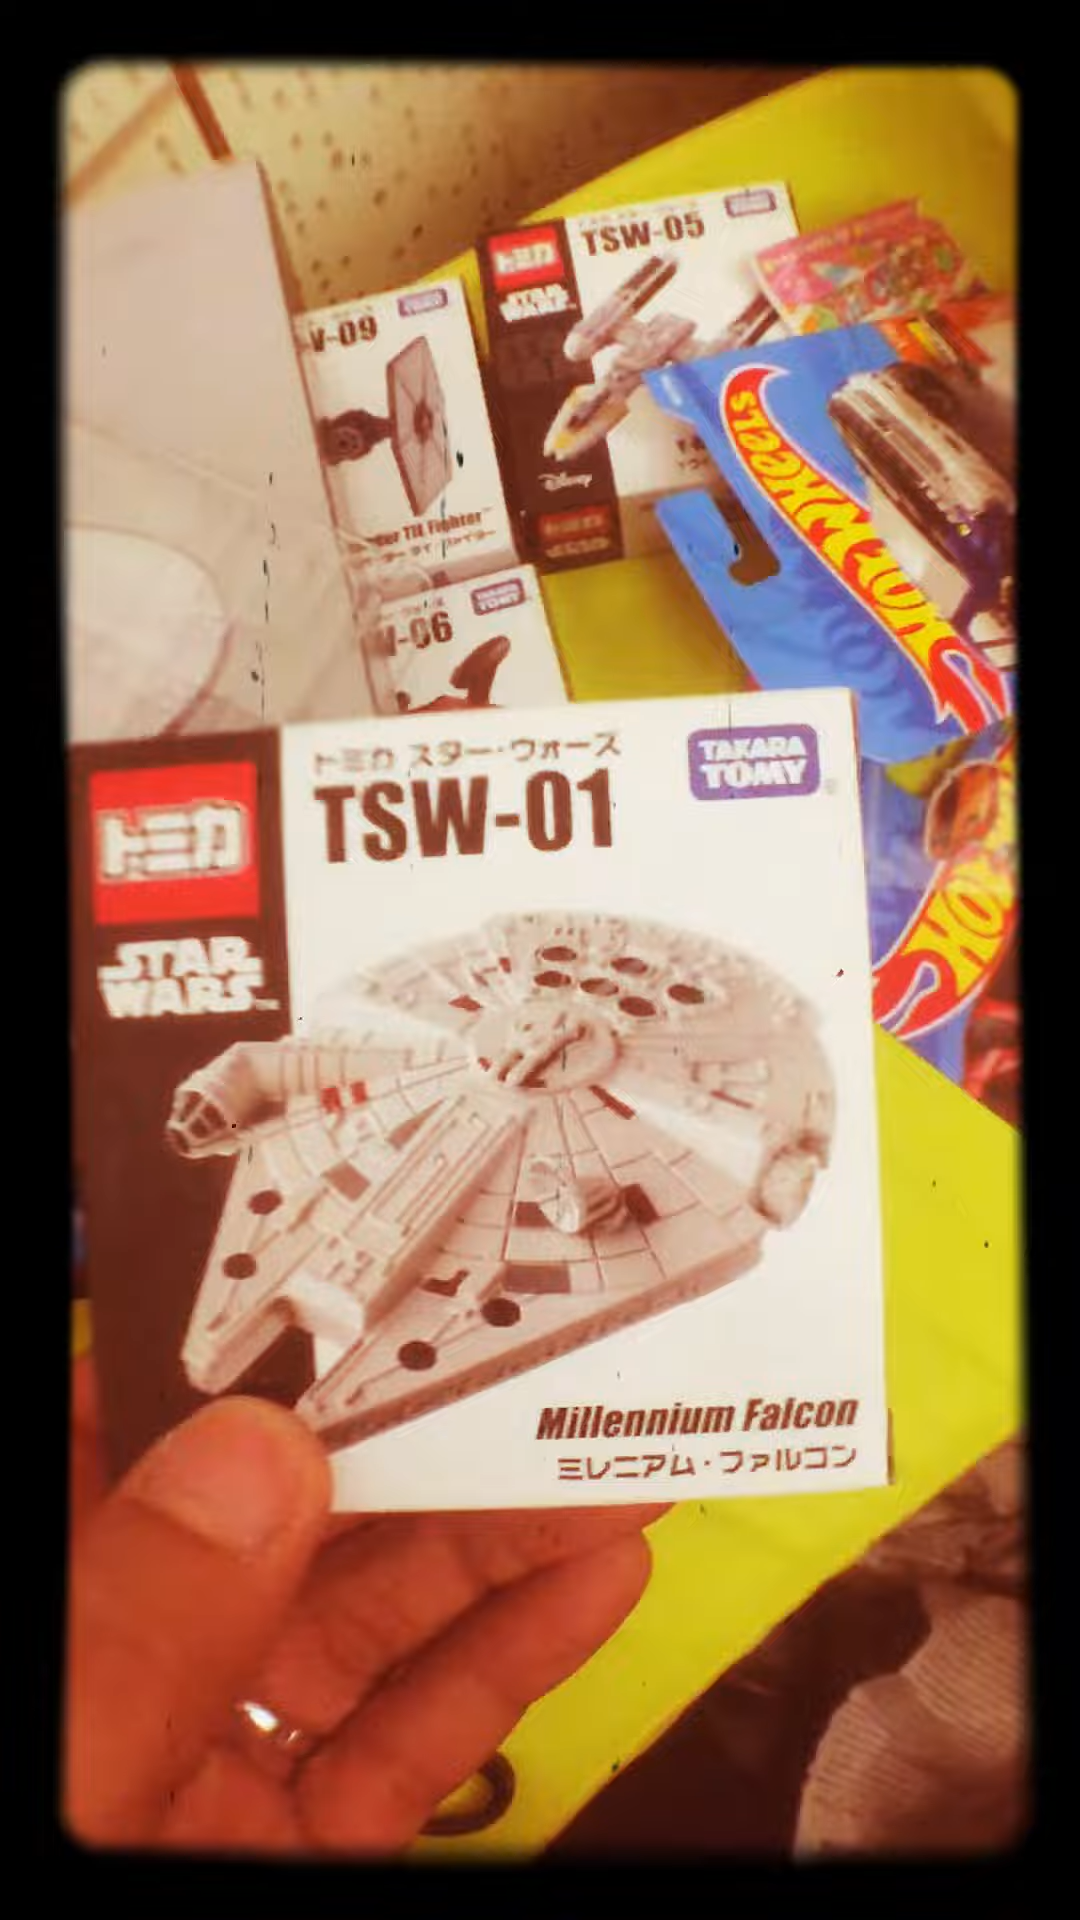 TSW-05
TAKARA TOMY
トミカ
STAR WARS
Disney
W-09
TIE Fighter
HOT WHEELS
TAKARA
TOMY
W-06
トミカ スター・ウォーズ
TSW-01
TAKARA
TOMY
トミカ
STAR
WARS
HOT
Millennium Falcon
ミレニアム・ファルコン